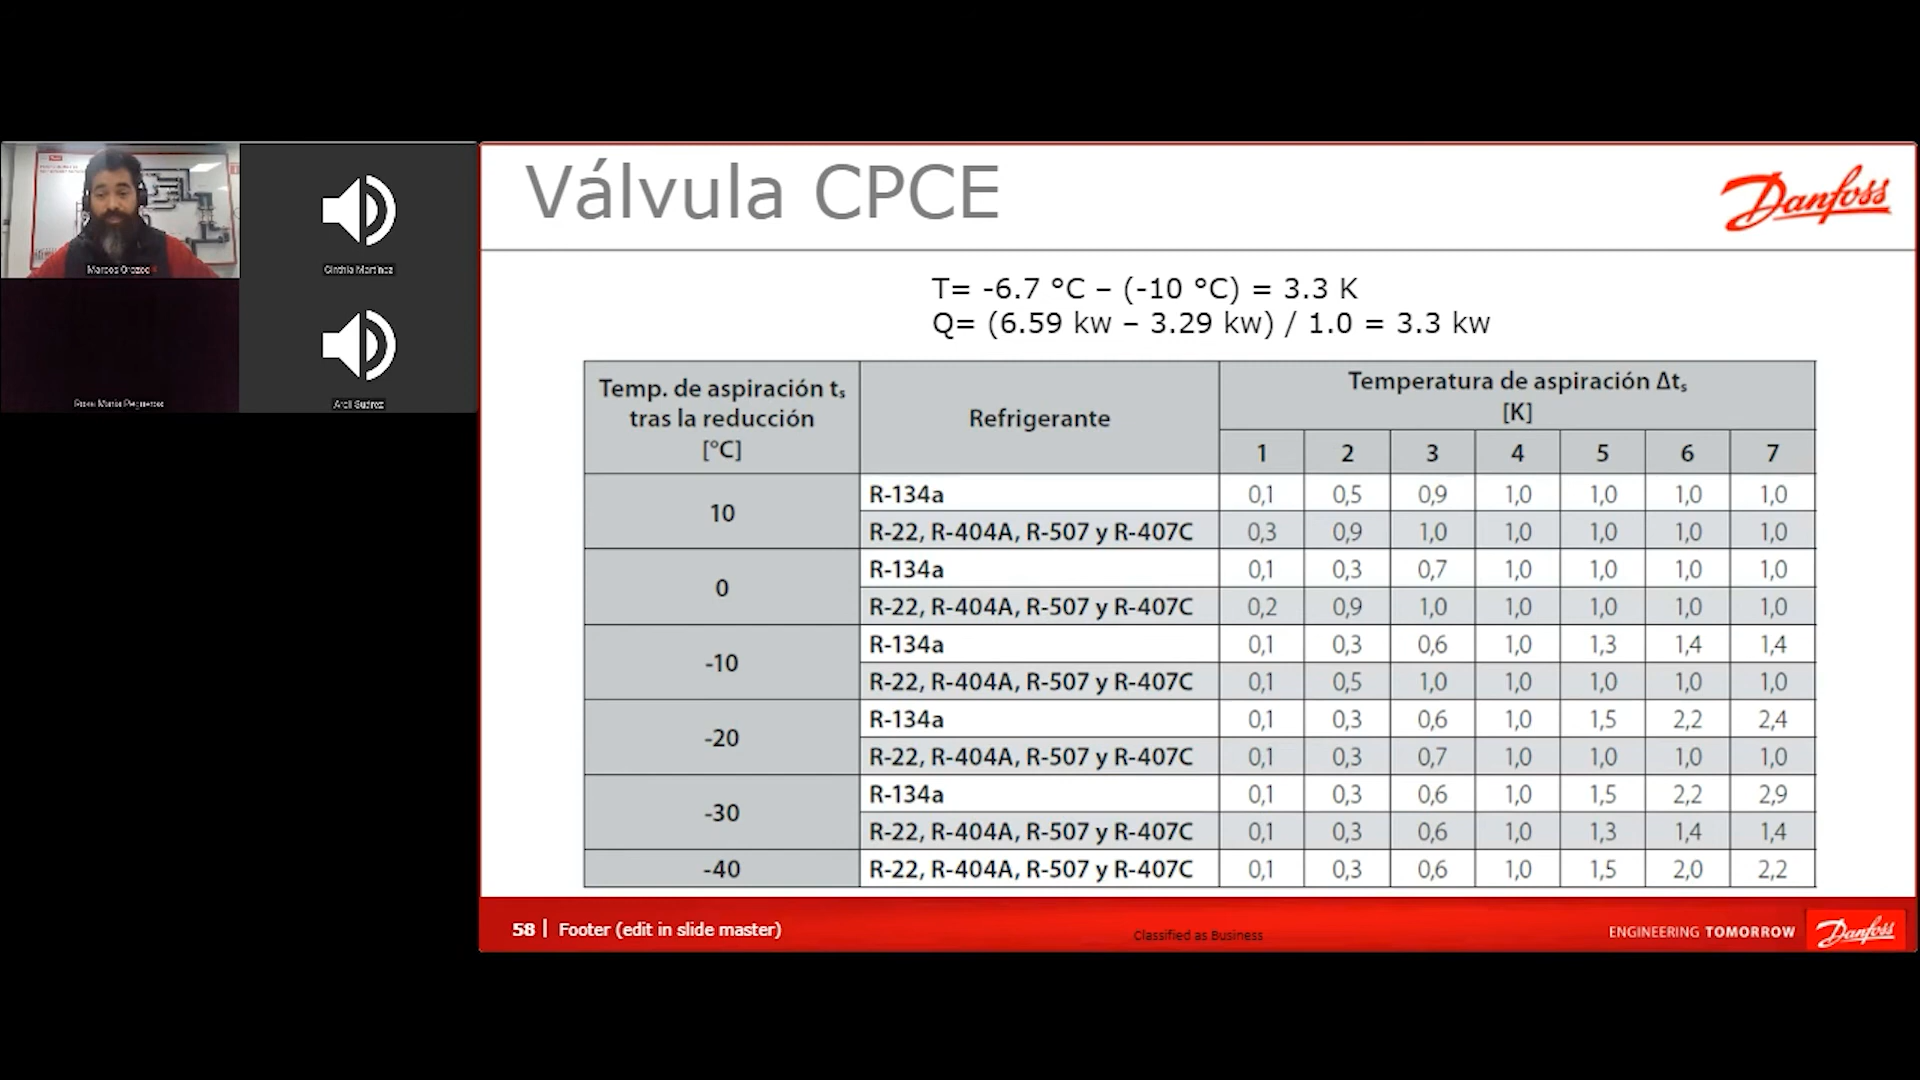 Marcos Orozco
Cinthia Martinez
Rosa Maria Pegueros
Areli Suárez
Válvula CPCE
Danfoss
T= -6.7 °C – (-10 °C) = 3.3 K
Q= (6.59 kw – 3.29 kw) / 1.0 = 3.3 kw
Temp. de aspiración ts
tras la reducción
[°C]
Refrigerante
Temperatura de aspiración Δts
[K]
1 2 3 4 5 6 7
10
R-134a 0,1 0,5 0,9 1,0 1,0 1,0 1,0
R-22, R-404A, R-507 y R-407C 0,3 0,9 1,0 1,0 1,0 1,0 1,0
0
R-134a 0,1 0,3 0,7 1,0 1,0 1,0 1,0
R-22, R-404A, R-507 y R-407C 0,2 0,9 1,0 1,0 1,0 1,0 1,0
-10
R-134a 0,1 0,3 0,6 1,0 1,3 1,4 1,4
R-22, R-404A, R-507 y R-407C 0,1 0,5 1,0 1,0 1,0 1,0 1,0
-20
R-134a 0,1 0,3 0,6 1,0 1,5 2,2 2,4
R-22, R-404A, R-507 y R-407C 0,1 0,3 0,7 1,0 1,0 1,0 1,0
-30
R-134a 0,1 0,3 0,6 1,0 1,5 2,2 2,9
R-22, R-404A, R-507 y R-407C 0,1 0,3 0,6 1,0 1,3 1,4 1,4
-40
R-22, R-404A, R-507 y R-407C 0,1 0,3 0,6 1,0 1,5 2,0 2,2
58 | Footer (edit in slide master)
Classified as Business
ENGINEERING TOMORROW
Danfoss